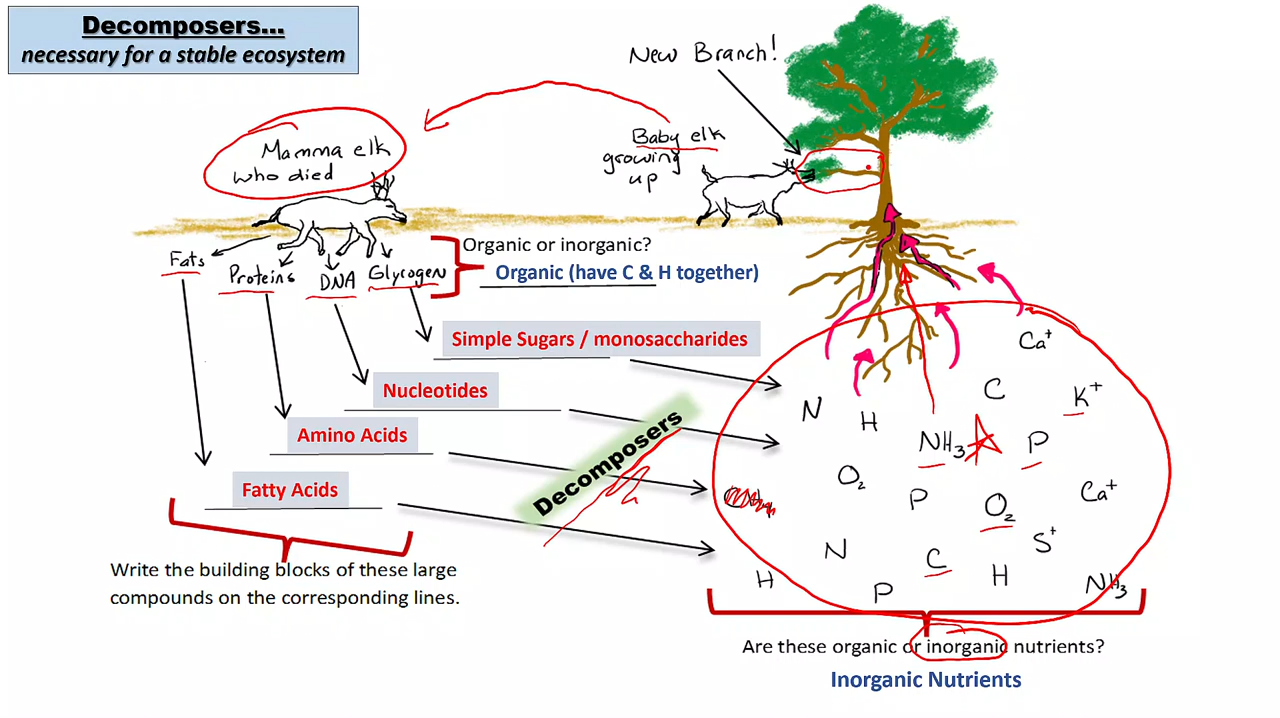 Decomposers...
necessary for a stable ecosystem
New Branch!
Mamma elk
who died
Baby elk
growing
up
Fats
Proteins
DNA
Glycogen
Organic or inorganic?
Organic (have C & H together)
Simple Sugars / monosaccharides
Nucleotides
Amino Acids
Fatty Acids
Decomposers
Write the building blocks of these large
compounds on the corresponding lines.
Ca+
C
K+
N
H
NH3
P
O2
P
O2
Ca+
N
C
S+
H
H
P
NH3
Are these organic or inorganic nutrients?
Inorganic Nutrients